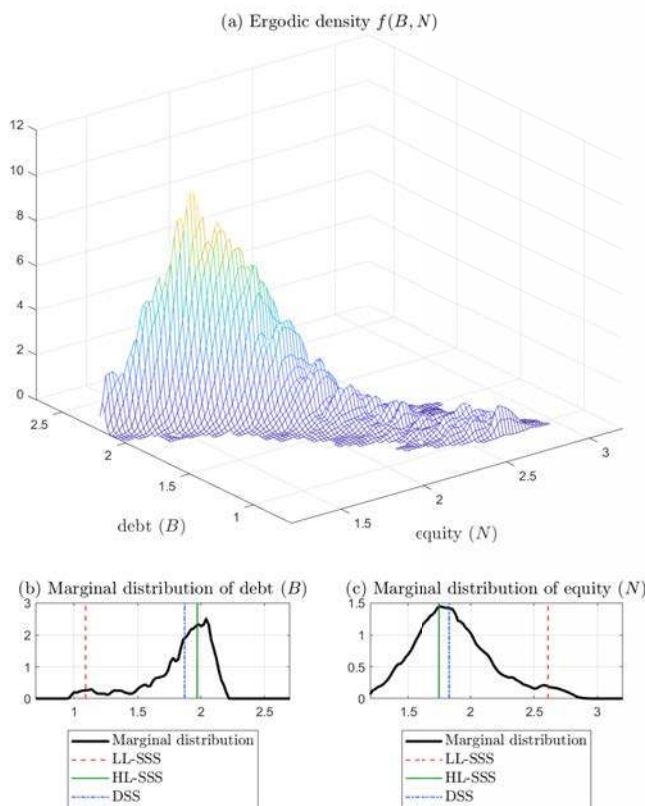 (a) Ergodic density f(B, N)
12
10
8
6
4
2
0
2.5
2
1.5
1
1.5
2
2.5
3
debt (B)
equity (N)
(b) Marginal distribution of debt (B)
3
2
1
0
1
1.5
2
2.5
Marginal distribution
LL-SSS
HL-SSS
DSS
(c) Marginal distribution of equity (N)
1.5
1
0.5
0
1.5
2
2.5
3
Marginal distribution
LL-SSS
HL-SSS
DSS